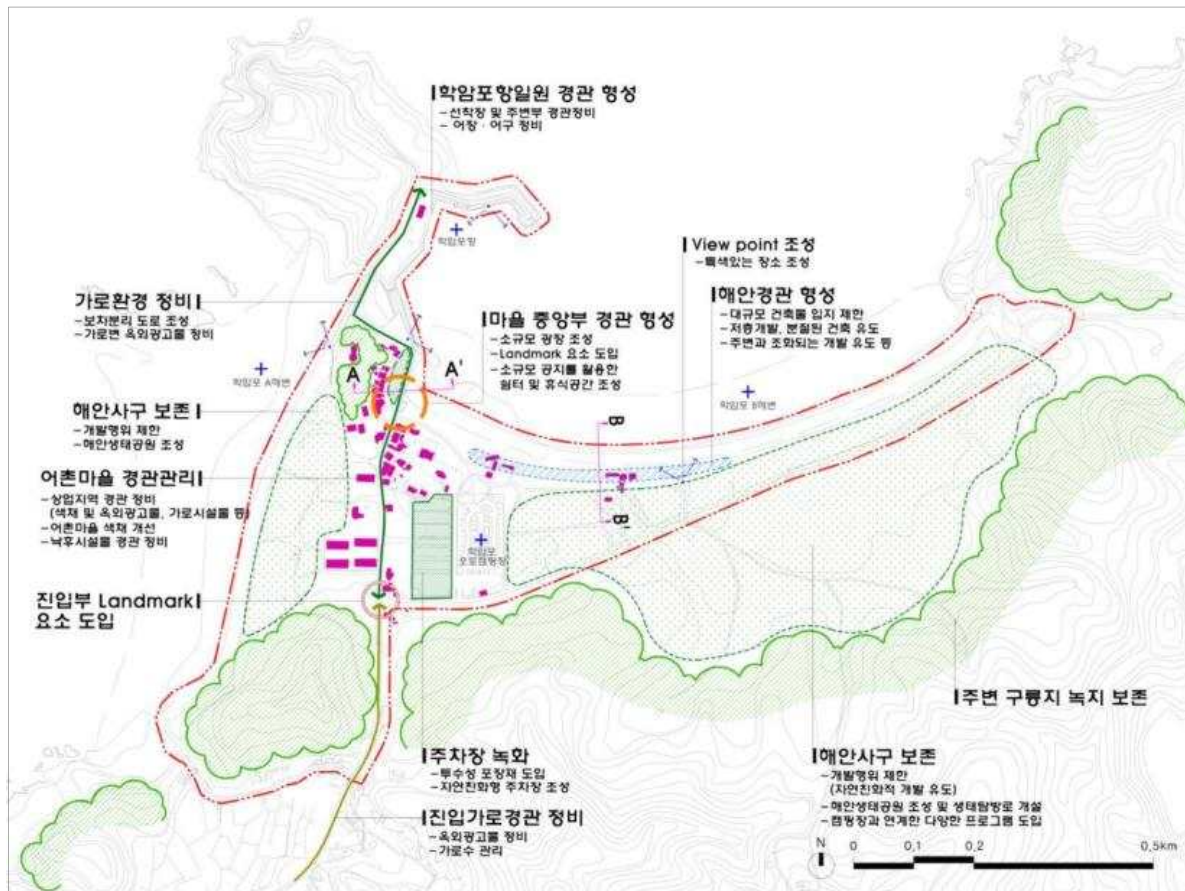 학암포항일원 경관 형성
-선착장 및 주변부 경관정비
- 어장 · 어구 정비
학암포항
View point 조성
-특색있는 장소 조성
가로환경 정비
-보차분리 도로 조성
-가로변 옥외광고물 정비
마을 중앙부 경관 형성
-소규모 광장 조성
-Landmark 요소 도입
-소규모 공지를 활용한
쉼터 및 휴식공간 조성
해안경관 형성
-대규모 건축물 입지 제한
-저층개발, 분절된 건축 유도
-주변과 조화되는 개발 유도 등
학암포 A해변
A
A'
학암포 B해변
해안사구 보존
-개발행위 제한
-해안생태공원 조성
B
어촌마을 경관관리
-상업지역 경관 정비
(색채 및 옥외광고물, 가로시설물 등)
-어촌마을 색채 개선
-낙후시설물 경관 정비
B'
학암포
오토캠핑장
진입부 Landmark
요소 도입
주변 구릉지 녹지 보존
주차장 녹화
-투수성 포장재 도입
-자연친화형 주차장 조성
해안사구 보존
-개발행위 제한
(자연친화적 개발 유도)
-해안생태공원 조성 및 생태탐방로 개설
-캠핑장과 연계한 다양한 프로그램 도입
진입가로경관 정비
-옥외광고물 정비
-가로수 관리
N
0 0,1 0,2 0,5km